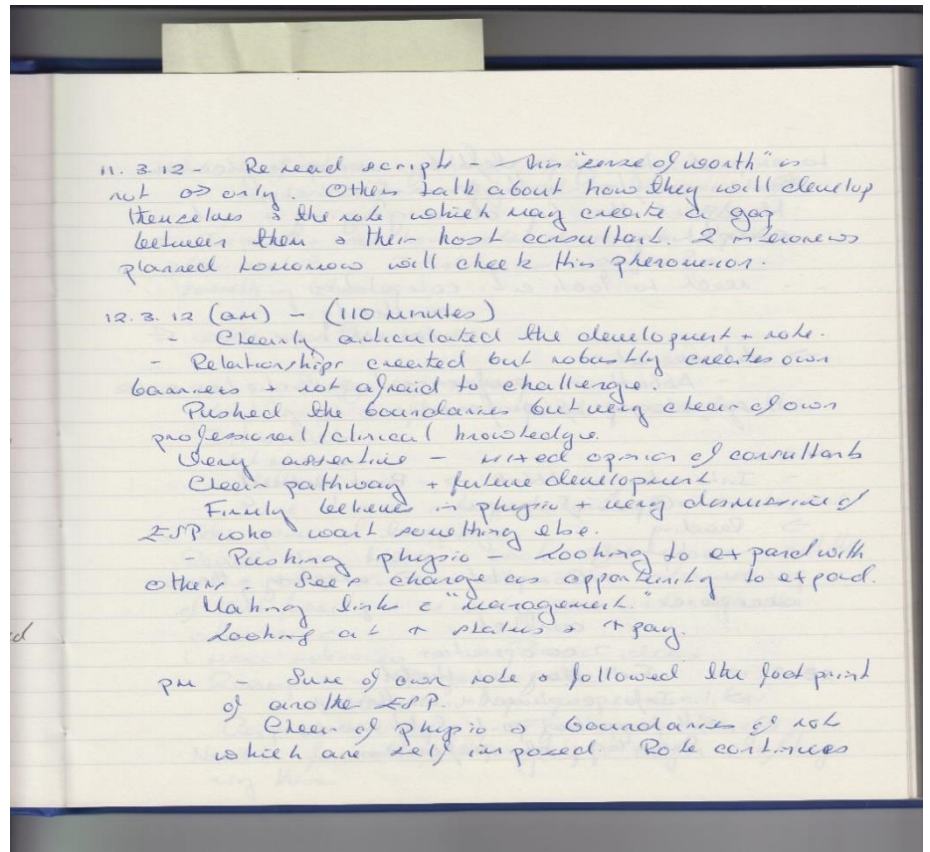 11. 3. 12 - Reread scripts - this "sense of worth" is
not only. Others talk about how they will develop
themselves & the role which may create a gap
between them & their host consultant. 2 interviews
planned tomorrow will check this phenomenon.
12. 3. 12 (am) - (110 minutes)
- Clearly articulated the development + role.
- Relationships created but robustly creates own
barriers + not afraid to challenge.
Pushed the boundaries but very clear of own
professional/clinical knowledge.
Very assertive - mixed opinion of consultants
Clear pathway + future development
Firmly believes in physio + very dismissive of
ESP who want something else.
- Pushing physio - Looking to expand with
others. Sees change as opportunity to expand.
Making links c "management."
Looking at ↑ status & ↑ pay.
pm - Sure of own role & followed the footprint
of another ESP.
Clear of physio & boundaries of role
which are self imposed. Role continues